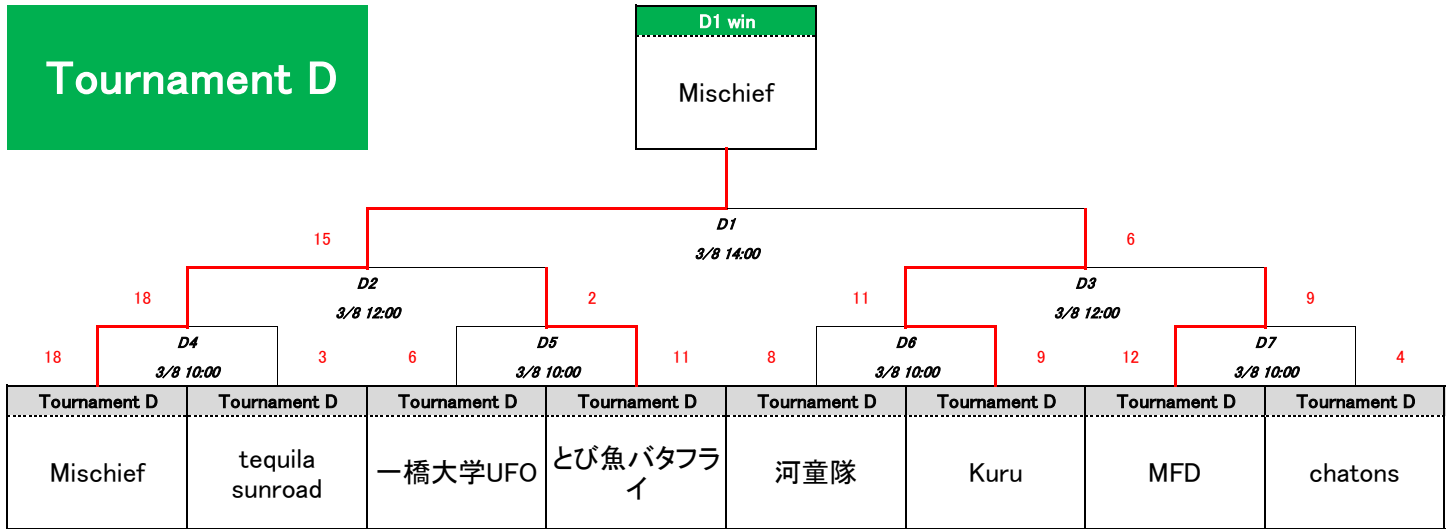 Tournament D
D1 win
Mischief
D1
15
6
3/8 14:00
D2
D3
18
2
11
9
3/8 12:00
3/8 12:00
D4
D5
D6
D7
18
3
6
11
8
9
12
4
3/8 10:00
3/8 10:00
3/8 10:00
3/8 10:00
Tournament D
Tournament D
Tournament D
Tournament D
Tournament D
Tournament D
Tournament D
Tournament D
Mischief
tequila
sunroad
一橋大学UFO
とび魚バタフラ
イ
河童隊
Kuru
MFD
chatons